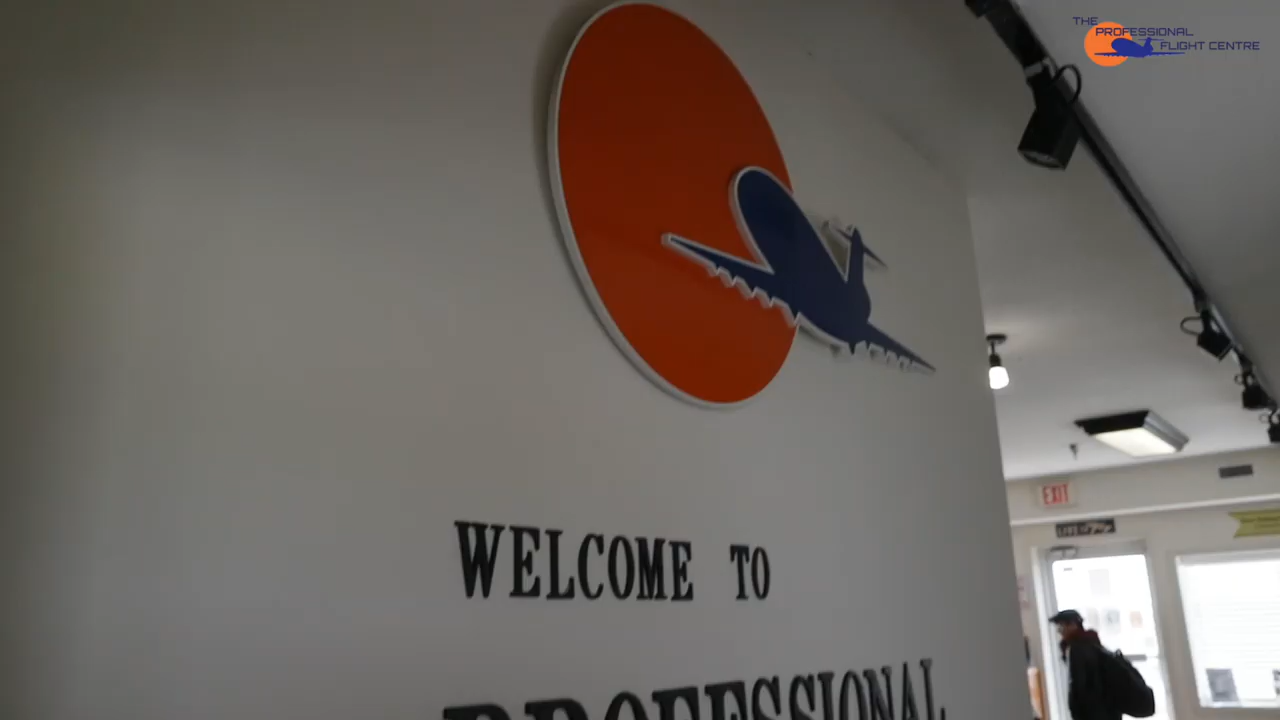 THE
PROFESSIONAL
FLIGHT CENTRE
EXIT
WELCOME TO
PROFESSIONAL